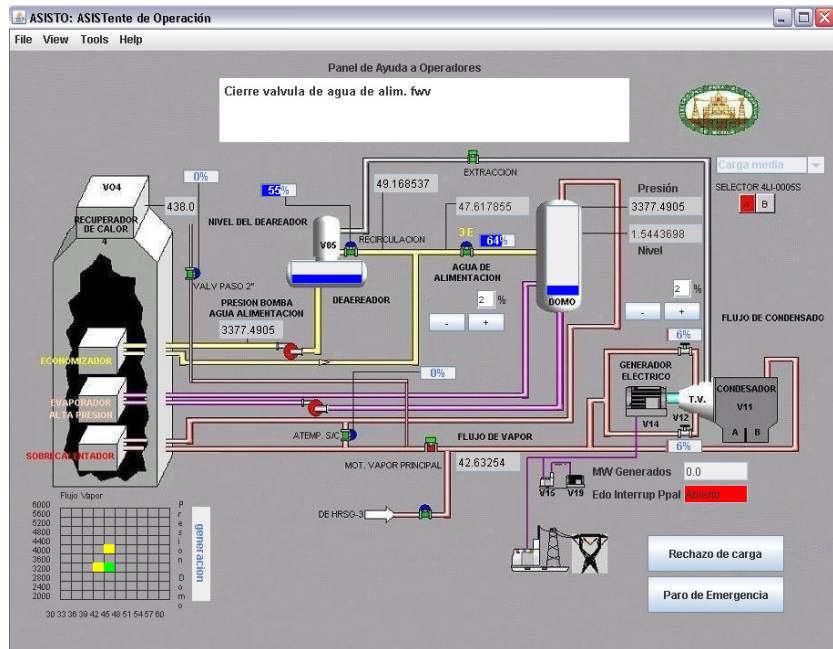 ASISTO: ASISTente de Operación
File View Tools Help
Panel de Ayuda a Operadores
Cierre valvula de agua de alim. fwv
EXTRACCION
Carga media
VO4
0%
55%
49.168537
Presión
SELECTOR 4LI-0005S
438.0
47.617855
3377.4905
A B
RECUPERADOR
DE CALOR
4
NIVEL DEL DEAREADOR
V05
RECIRCULACION
3 E
64%
1.5443698
Nivel
AGUA DE
ALIMENTACION
VALV PASO 2"
PRESION BOMBA
AGUA ALIMENTACION
DEAEREADOR
2 %
DOMO
2 %
- +
- +
FLUJO DE CONDENSADO
3377.4905
6%
ECONOMIZADOR
0%
GENERADOR
ELECTRICO
CONDESADOR
V11
EVAPORADOR
ALTA PRESION
T.V.
V14
V12
A B
ATEMP. S/C
FLUJO DE VAPOR
6%
SOBRECALENTADOR
MOT. VAPOR PRINCIPAL
42.63254
MW Generados
0.0
V15 V19
Edo Interrup Ppal
Abierto
Flujo Vapor
DE HRSG-3
6000
5600
5200
4800
4400
4000
3600
3200
2800
2400
2000
Presion Domo
generacion
30 33 36 39 42 45 48 51 54 57 60
Rechazo de carga
Paro de Emergencia